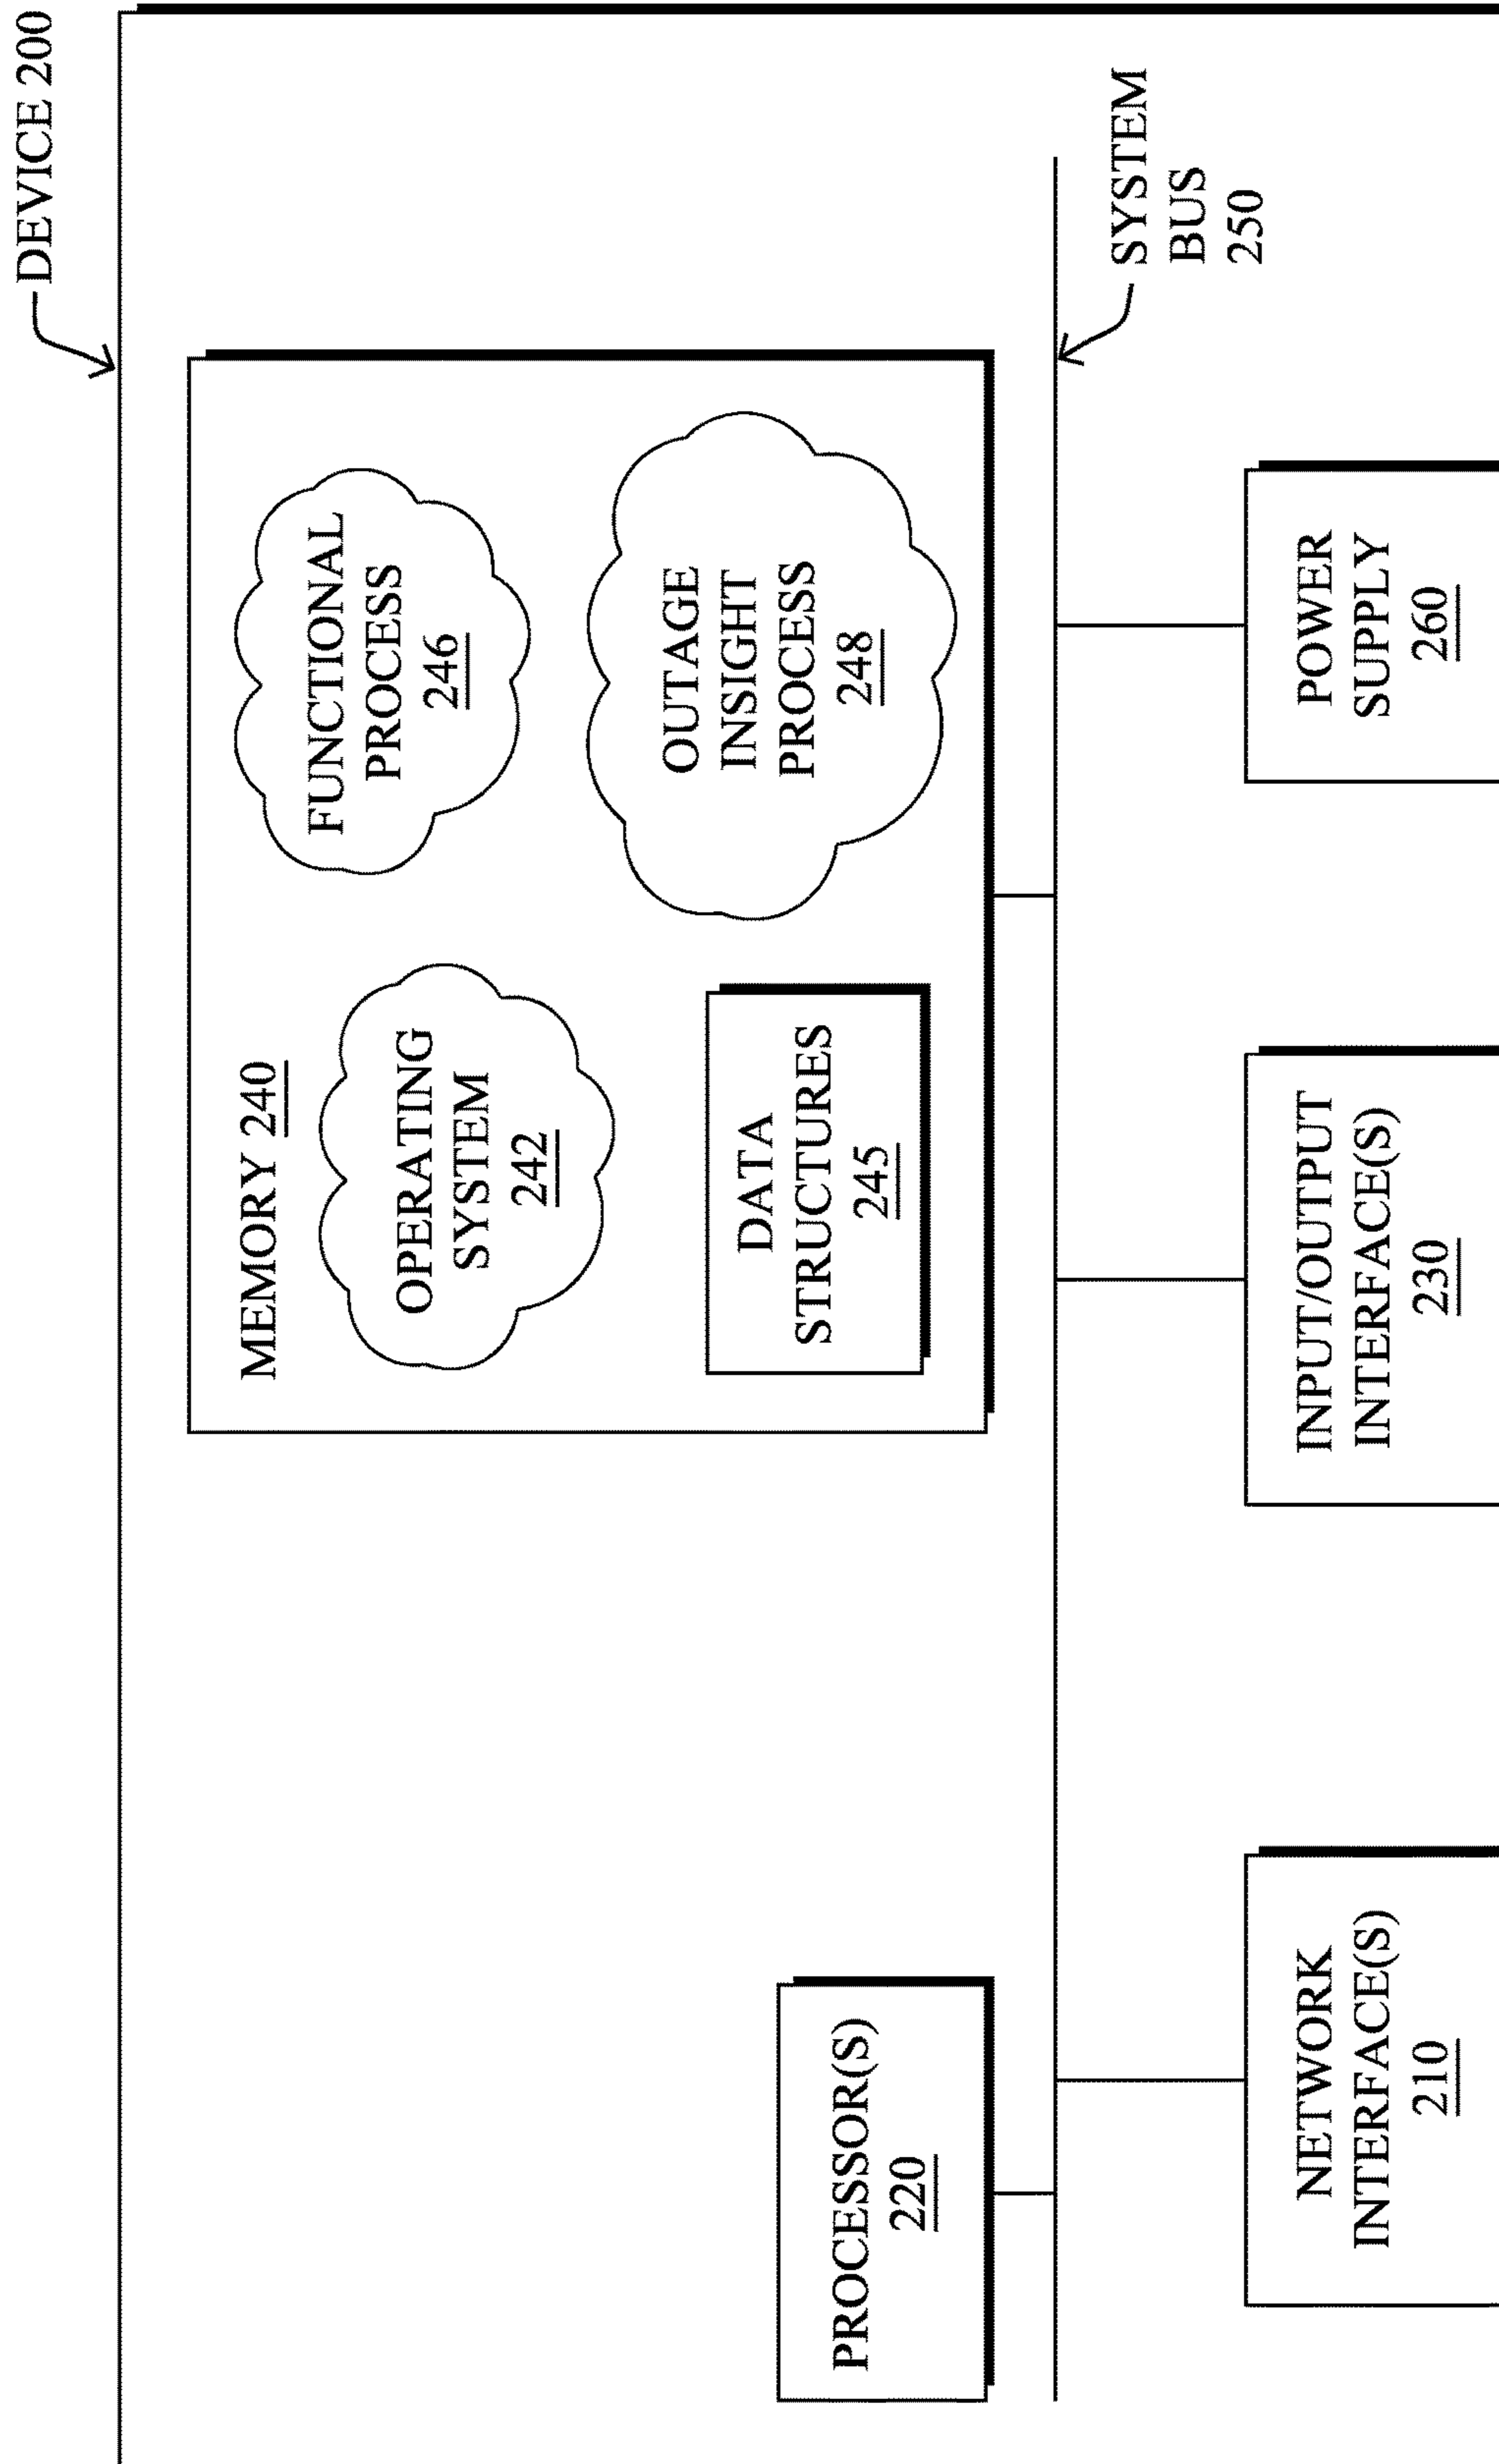 DEVICE 200
MEMORY 240
OPERATING
SYSTEM
242
FUNCTIONAL
PROCESS
246
DATA
STRUCTURES
245
OUTAGE
INSIGHT
PROCESS
248
PROCESSOR(S)
220
SYSTEM
BUS
250
NETWORK
INTERFACE(S)
210
INPUT/OUTPUT
INTERFACE(S)
230
POWER
SUPPLY
260